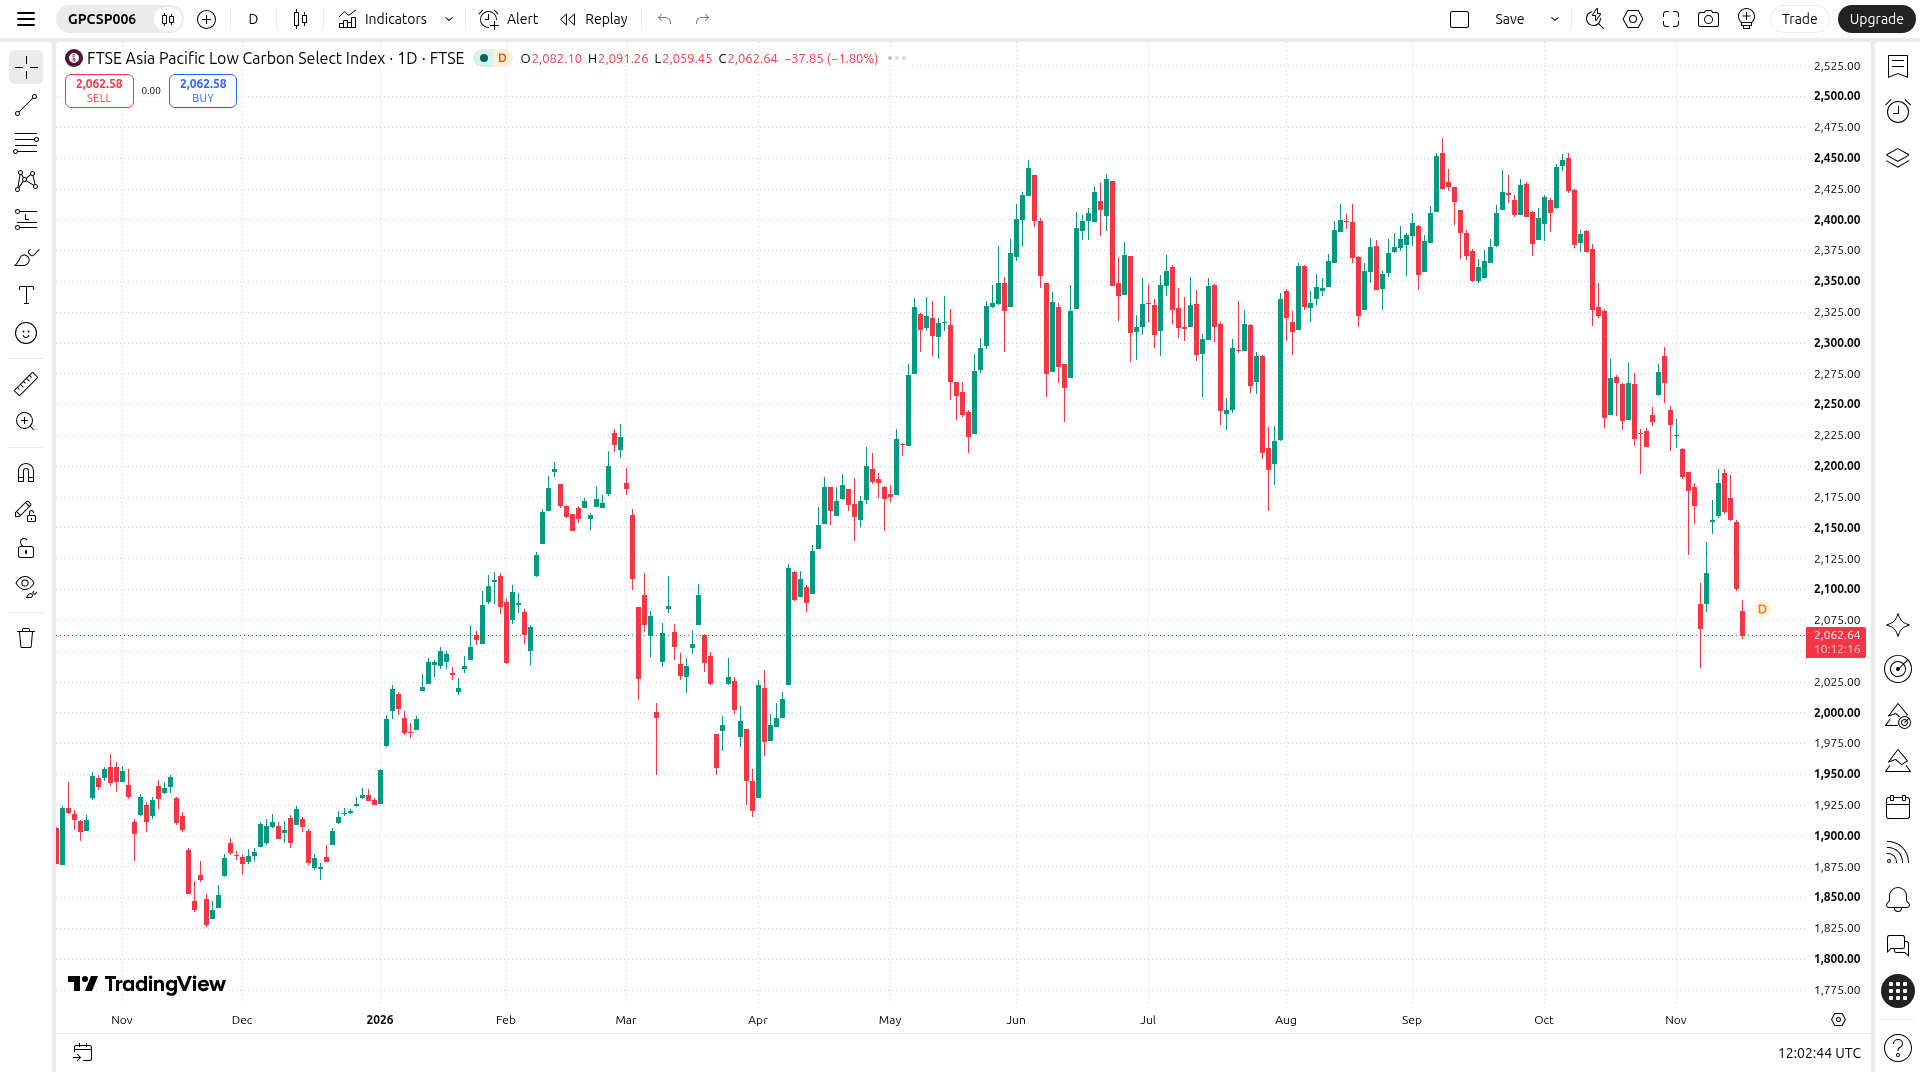 GPCSP006
D
Indicators
Alert
Replay
Save
Trade
Upgrade
FTSE Asia Pacific Low Carbon Select Index · 1D · FTSE
D
O2,082.10 H2,091.26 L2,059.45 C2,062.64 −37.85 (−1.80%)
2,062.58
SELL
0.00
2,062.58
BUY
2,525.00
2,500.00
2,475.00
2,450.00
2,425.00
2,400.00
2,375.00
2,350.00
2,325.00
2,300.00
2,275.00
2,250.00
2,225.00
2,200.00
2,175.00
2,150.00
2,125.00
2,100.00
D
2,075.00
2,062.64
10:12:16
2,025.00
2,000.00
1,975.00
1,950.00
1,925.00
1,900.00
1,875.00
1,850.00
1,825.00
1,800.00
1,775.00
TradingView
Nov Dec 2026 Feb Mar Apr May Jun Jul Aug Sep Oct Nov
12:02:44 UTC